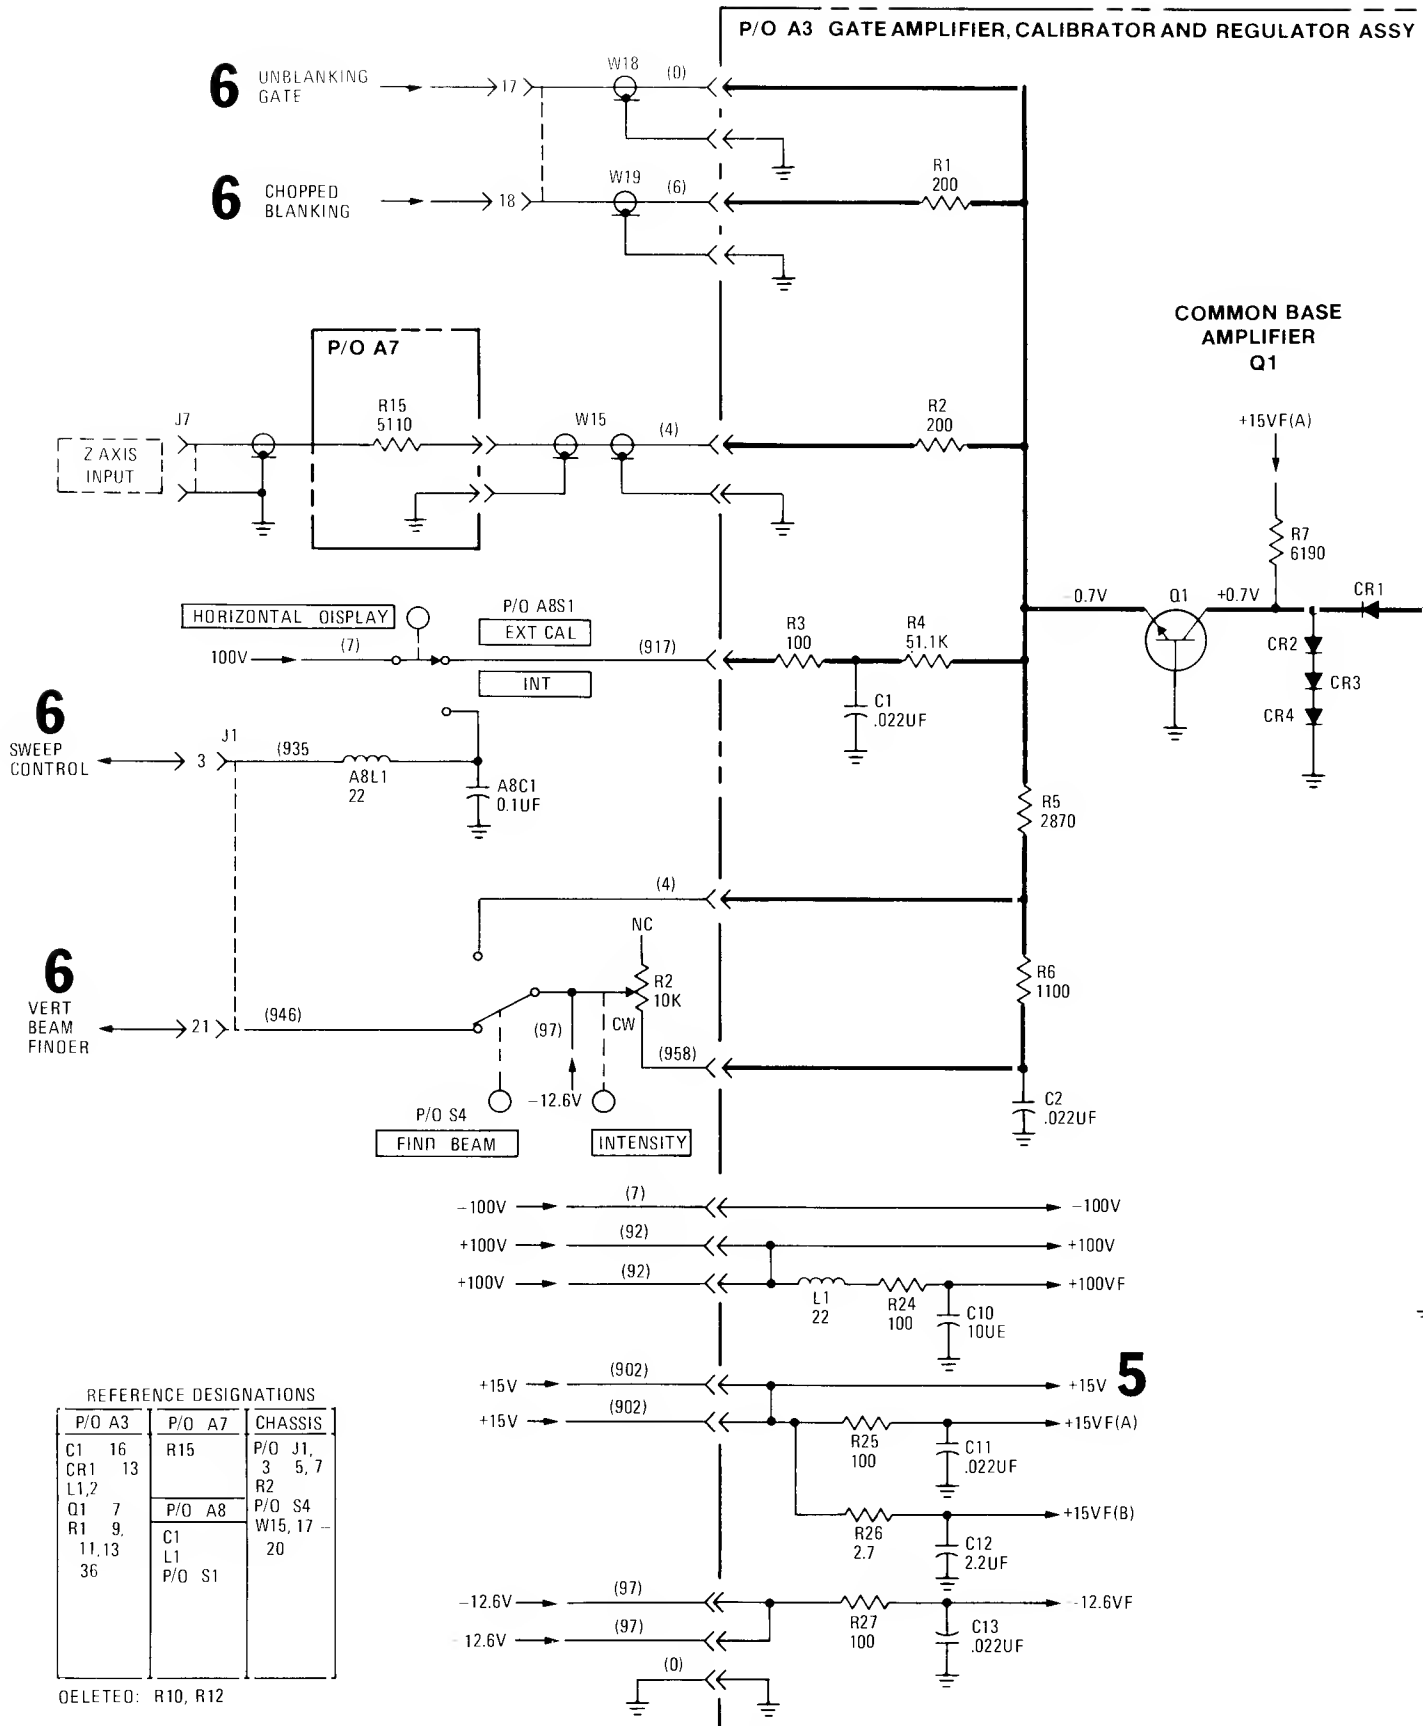 P/O A3 GATE AMPLIFIER, CALIBRATOR AND REGULATOR ASSY
6 UNBLANKING GATE
17
W18
(0)
6 CHOPPED BLANKING
18
W19
(6)
R1
200
COMMON BASE
AMPLIFIER
Q1
P/O A7
J7
Z AXIS
INPUT
R15
5110
W15
(4)
R2
200
+15VF(A)
R7
6190
HORIZONTAL DISPLAY
P/O A8S1
EXT CAL
INT
100V
(7)
(917)
R3
100
R4
51.1K
C1
.022UF
-0.7V
Q1
+0.7V
CR1
CR2
CR3
CR4
6
SWEEP
CONTROL
3
J1
(935
A8L1
22
A8C1
0.1UF
R5
2870
(4)
6
VERT
BEAM
FINDER
21
(946)
NC
R2
10K
CW
(97)
(958)
-12.6V
R6
1100
C2
.022UF
P/O S4
FIND BEAM
INTENSITY
-100V
(7)
-100V
+100V
(92)
+100V
+100V
(92)
+100VF
L1
22
R24
100
C10
10UE
5
+15V
(902)
+15V
+15V
(902)
+15VF(A)
R25
100
C11
.022UF
+15VF(B)
R26
2.7
C12
2.2UF
-12.6V
(97)
-12.6VF
12.6V
(97)
R27
100
C13
.022UF
(0)
REFERENCE DESIGNATIONS
P/O A3
P/O A7
CHASSIS
C1 16
CR1 13
L1,2
Q1 7
R1 9,
11,13
36
R15
P/O A8
C1
L1
P/O S1
P/O J1,
3 5,7
R2
P/O S4
W15, 17 -
20
DELETED: R10, R12